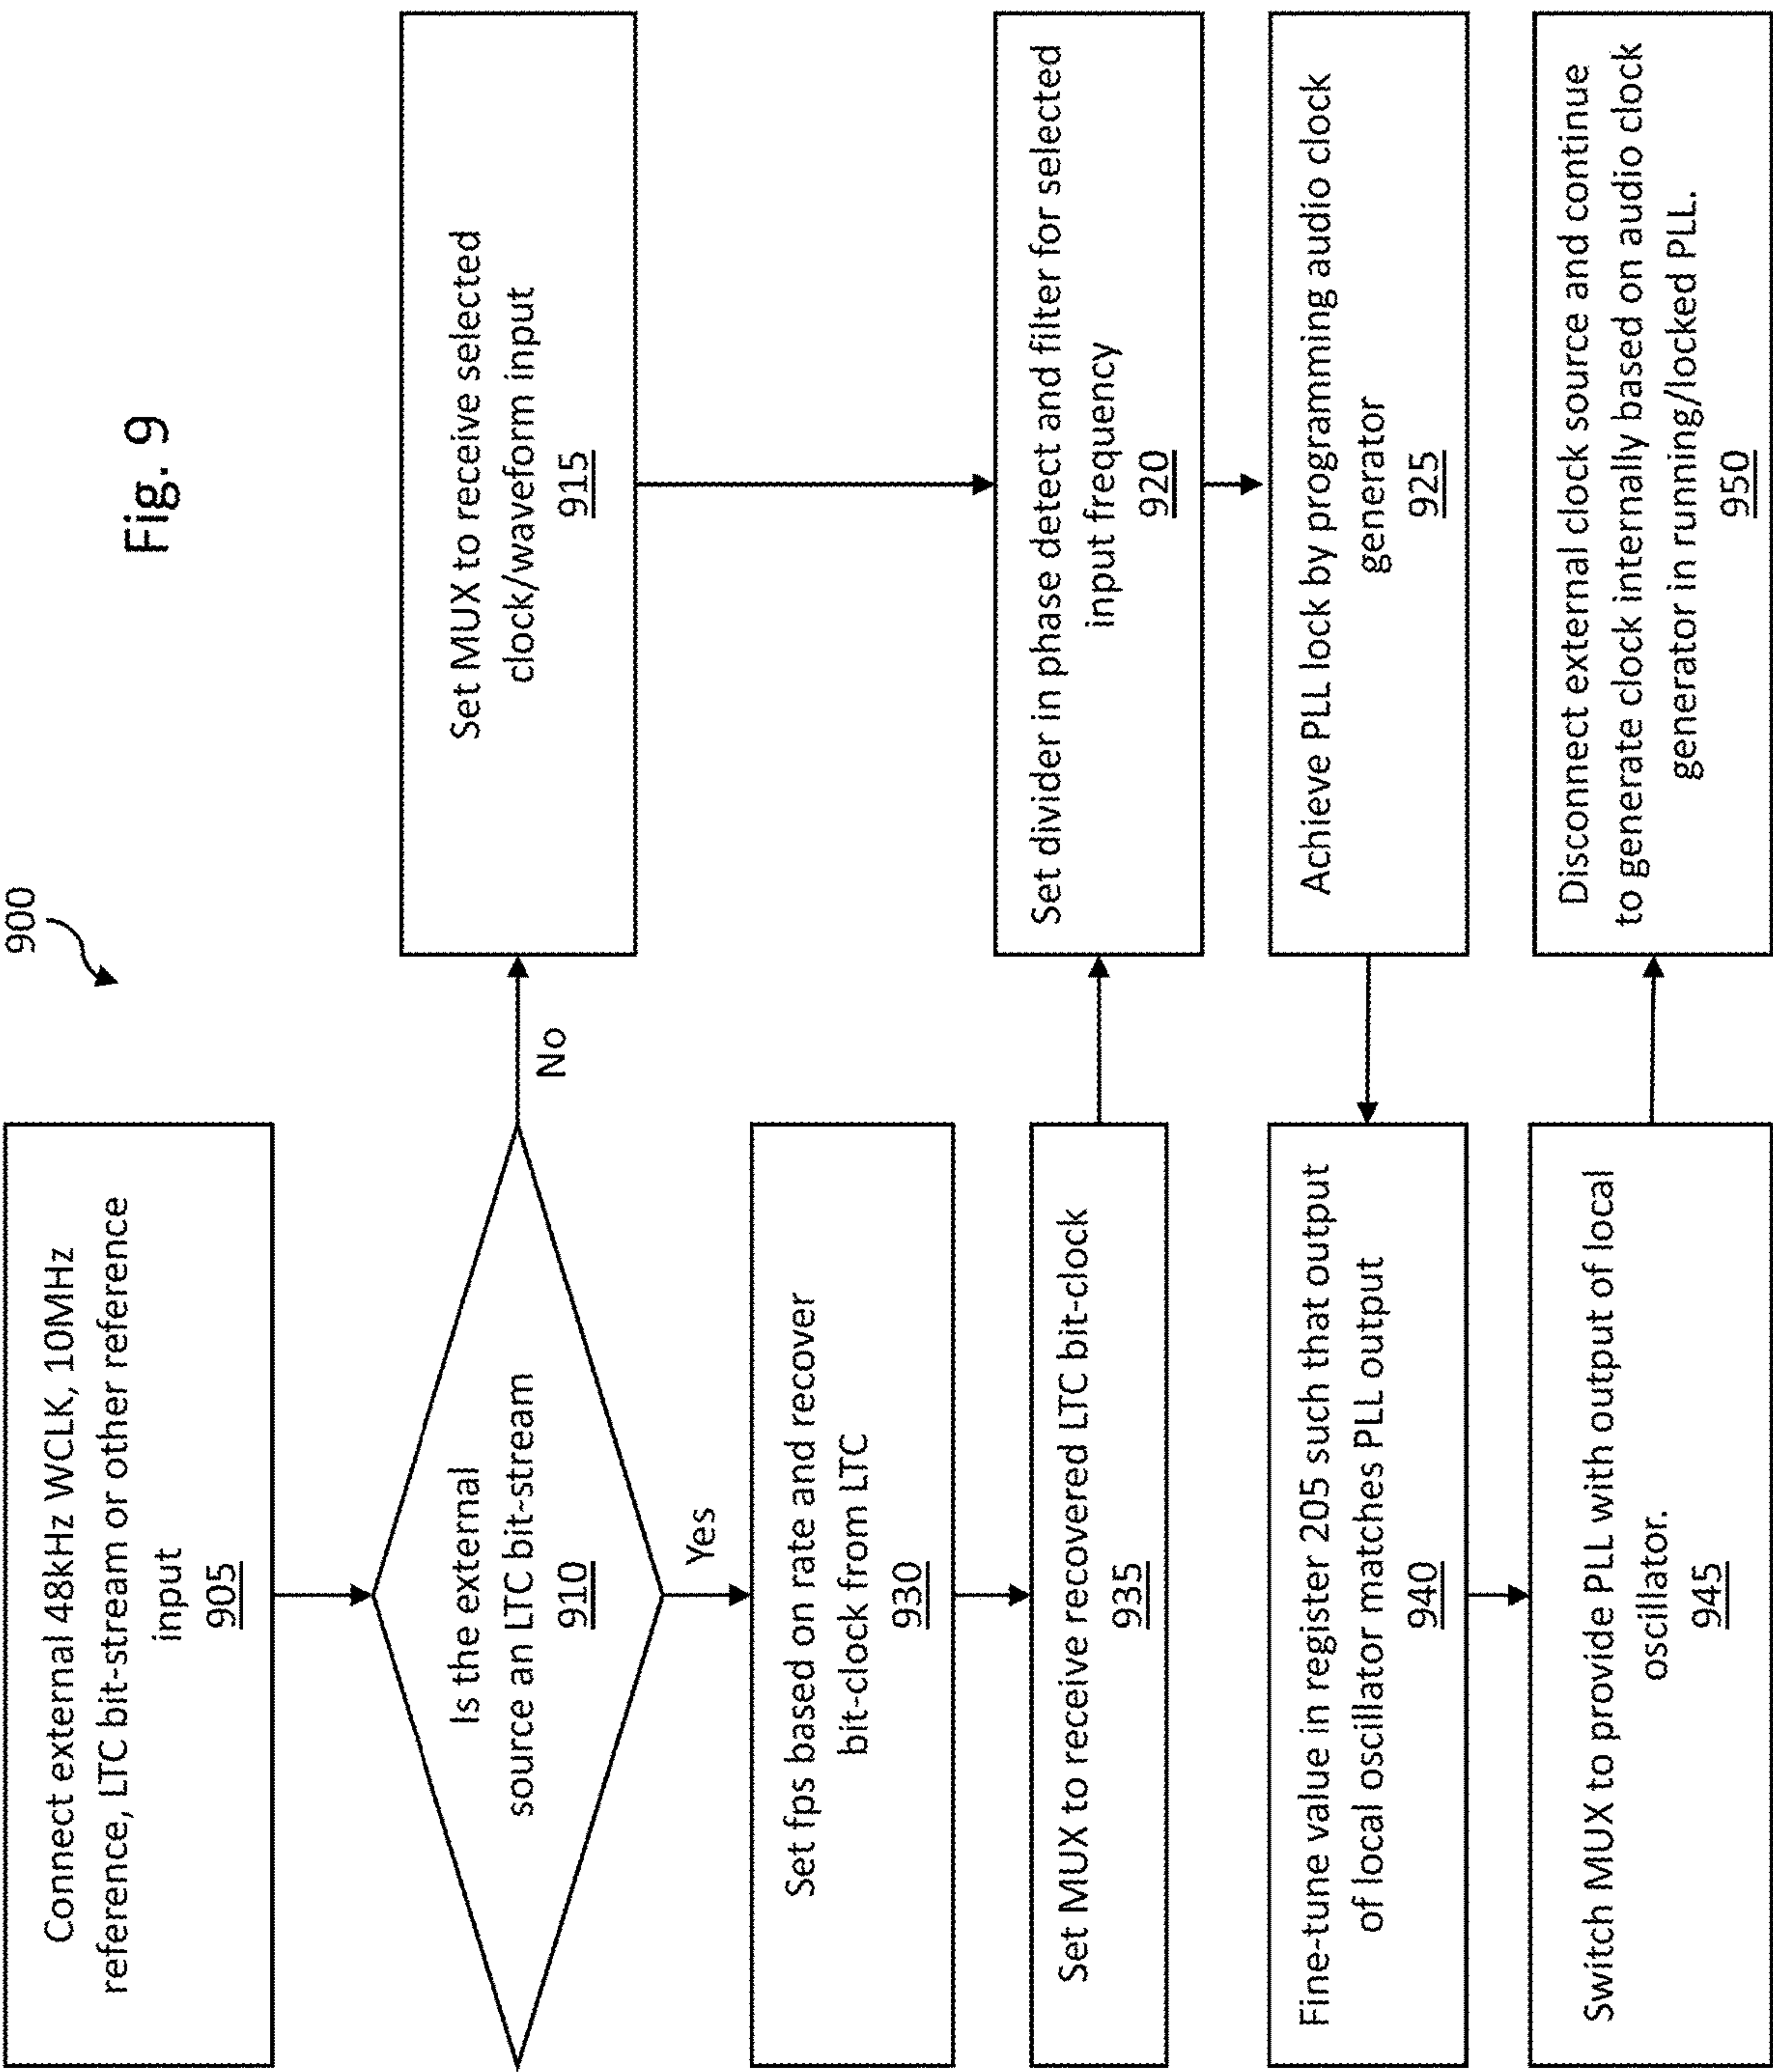 900
Fig. 9
Connect external 48kHz WCLK, 10MHz
reference, LTC bit-stream or other reference
input
905
Is the external
source an LTC bit-stream
910
No
Yes
Set MUX to receive selected
clock/waveform input
915
Set fps based on rate and recover
bit-clock from LTC
930
Set MUX to receive recovered LTC bit-clock
935
Set divider in phase detect and filter for selected
input frequency
920
Achieve PLL lock by programming audio clock
generator
925
Fine-tune value in register 205 such that output
of local oscillator matches PLL output
940
Switch MUX to provide PLL with output of local
oscillator.
945
Disconnect external clock source and continue
to generate clock internally based on audio clock
generator in running/locked PLL.
950